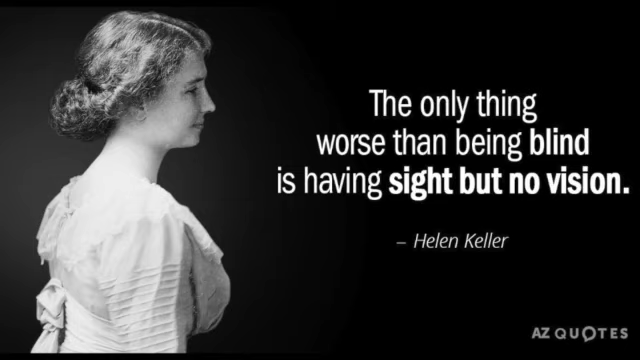 The only thing
worse than being blind
is having sight but no vision.
– Helen Keller
AZ QUOTES